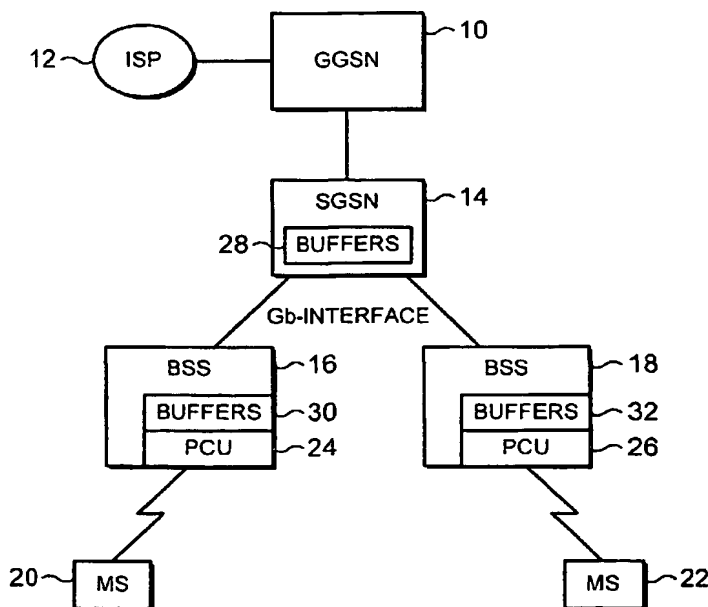 10
12
ISP
GGSN
SGSN
14
28
BUFFERS
Gb-INTERFACE
BSS
16
BSS
18
BUFFERS
30
BUFFERS
32
PCU
24
PCU
26
20
MS
MS
22